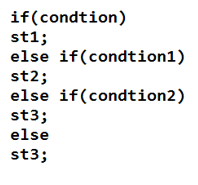 if(condtion)
st1;
else if(condtion1)
st2;
else if(condtion2)
st3;
else
st3;